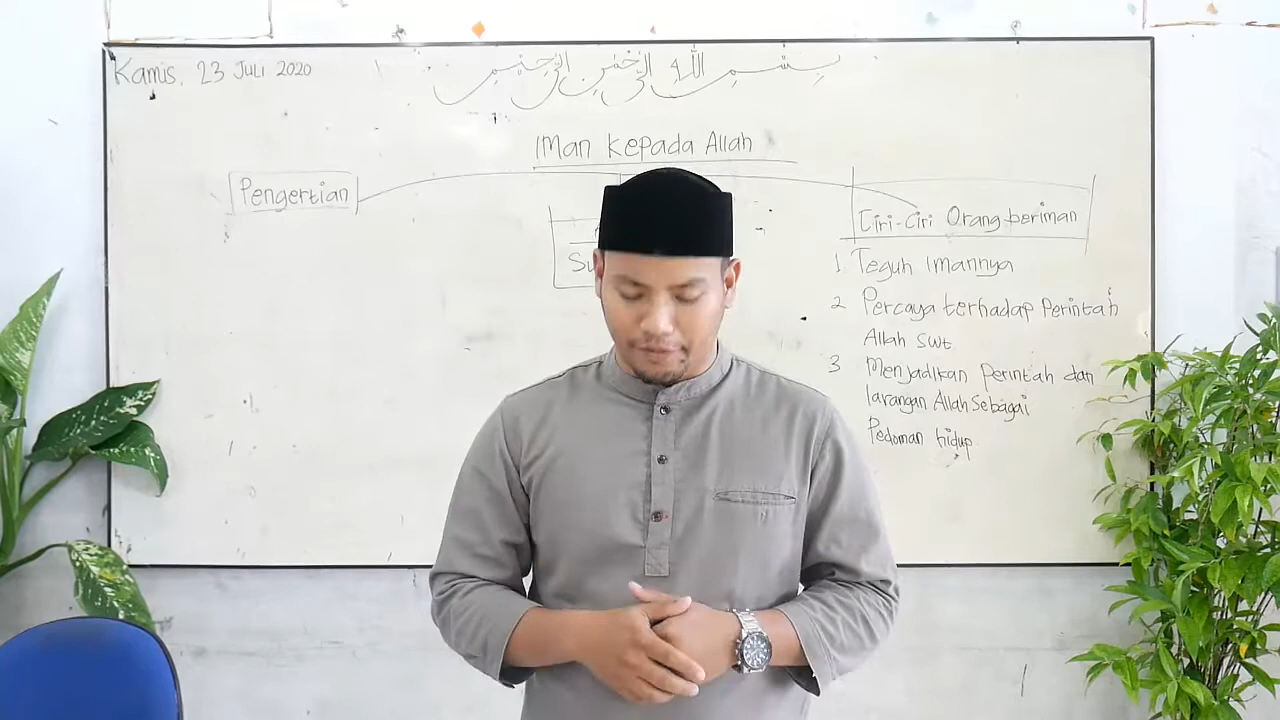 Kamis, 23 Juli 2020
بسم الله الرحمن الرحيم
Iman Kepada Allah
Pengertian
Ciri-Ciri Orang beriman
1 Teguh Imannya
2 Percaya terhadap Perintah
Allah SWT
3 Menjadikan Perintah dan
larangan Allah Sebagai
Pedoman hidup